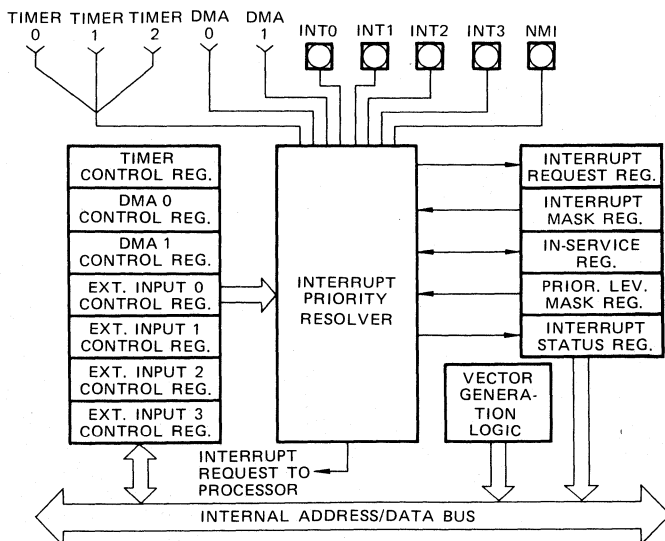 TIMER TIMER TIMER DMA DMA
0 1 2 0 1
INT0 INT1 INT2 INT3 NMI
TIMER
CONTROL REG.
DMA 0
CONTROL REG.
DMA 1
CONTROL REG.
EXT. INPUT 0
CONTROL REG.
EXT. INPUT 1
CONTROL REG.
EXT. INPUT 2
CONTROL REG.
EXT. INPUT 3
CONTROL REG.
INTERRUPT
PRIORITY
RESOLVER
INTERRUPT
REQUEST REG.
INTERRUPT
MASK REG.
IN-SERVICE
REG.
PRIOR. LEV.
MASK REG.
INTERRUPT
STATUS REG.
VECTOR
GENERA-
TION
LOGIC
INTERRUPT
REQUEST TO
PROCESSOR
INTERNAL ADDRESS/DATA BUS